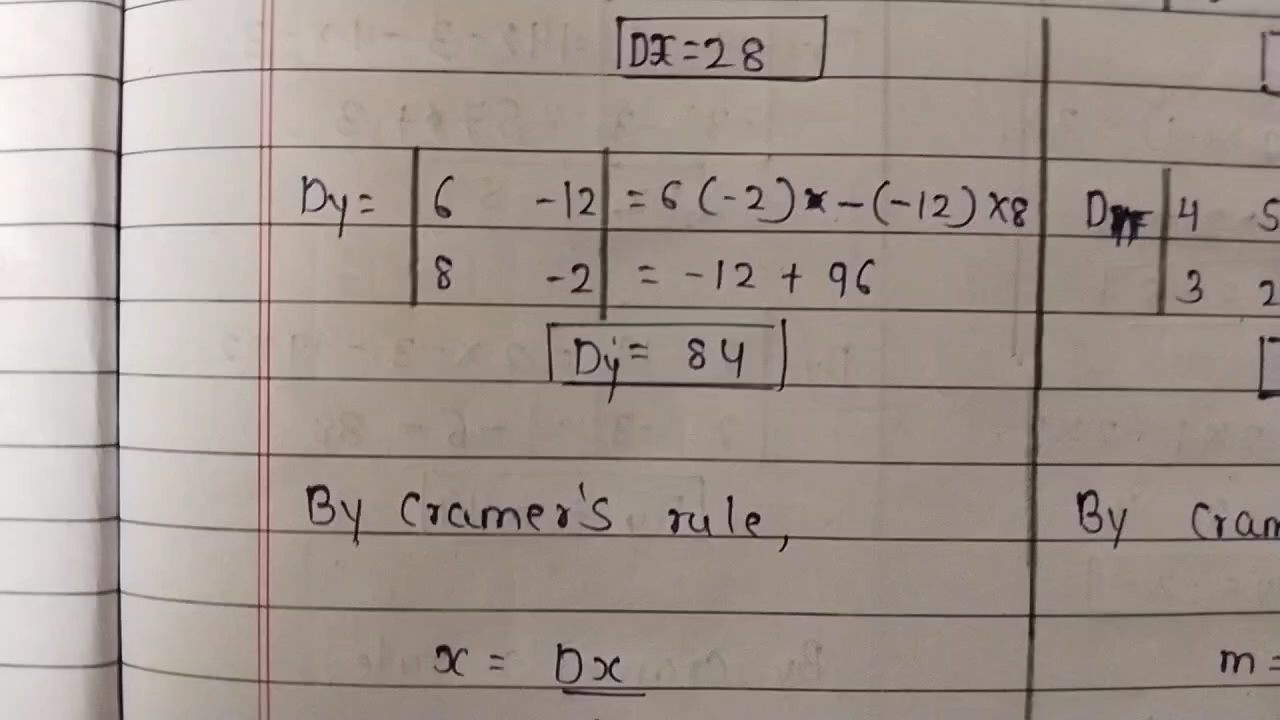 Dx=28
Dy= | 6 -12 | = 6(-2) - (-12) ×8
| 8 -2 | = -12 + 96
Dy= 84
By Cramer's rule,
x = Dx
4 5
3 2
By Cram
m =